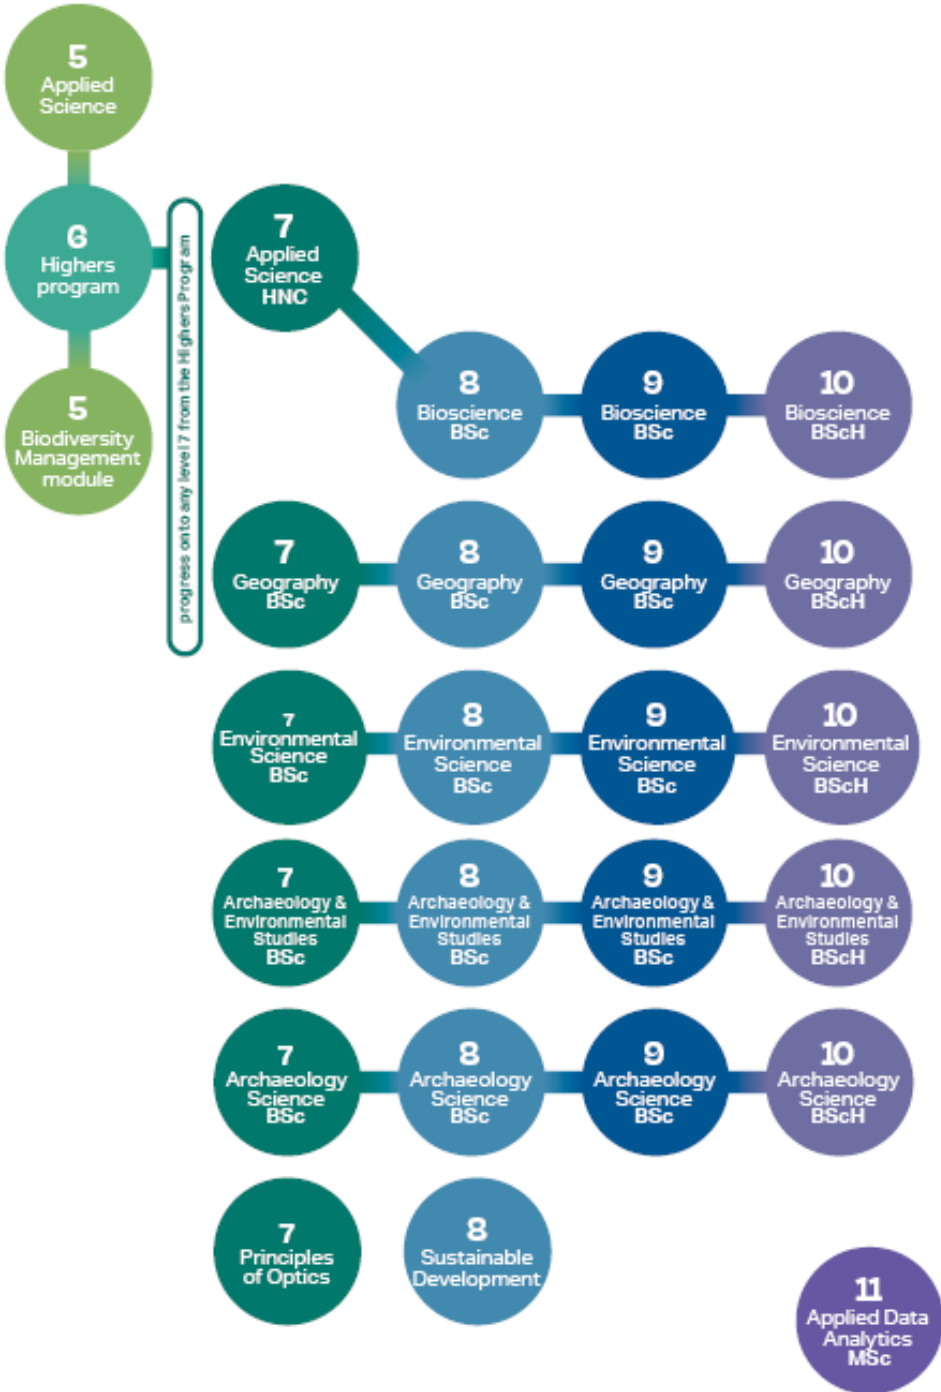 5
Applied
Science
6
Highers
program
5
Biodiversity
Management
module
progress onto any level 7 from the Highers Program
7
Applied
Science
HNC
8
Bioscience
BSc
9
Bioscience
BSc
10
Bioscience
BScH
7
Geography
BSc
8
Geography
BSc
9
Geography
BSc
10
Geography
BScH
7
Environmental
Science
BSc
8
Environmental
Science
BSc
9
Environmental
Science
BSc
10
Environmental
Science
BScH
7
Archaeology &
Environmental
Studies
BSc
8
Archaeology &
Environmental
Studies
BSc
9
Archaeology &
Environmental
Studies
BSc
10
Archaeology &
Environmental
Studies
BScH
7
Archaeology
Science
BSc
8
Archaeology
Science
BSc
9
Archaeology
Science
BSc
10
Archaeology
Science
BScH
7
Principles
of Optics
8
Sustainable
Development
11
Applied Data
Analytics
MSc